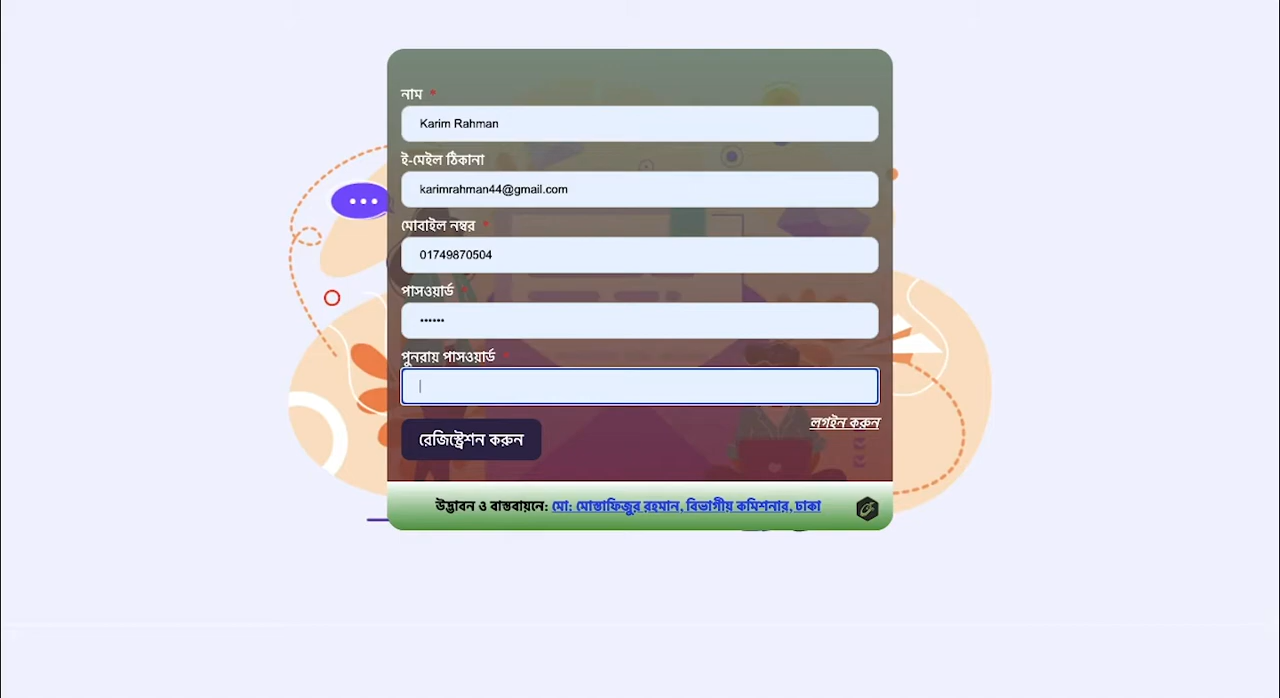 নাম *
Karim Rahman
ই-মেইল ঠিকানা
karimrahman44@gmail.com
মোবাইল নম্বর *
01749870504
পাসওয়ার্ড *
••••••
পুনরায় পাসওয়ার্ড *
লগইন করুন
রেজিস্ট্রেশন করুন
উদ্ভাবন ও বাস্তবায়নে: মো: মোস্তাফিজুর রহমান, বিভাগীয় কমিশনার, ঢাকা